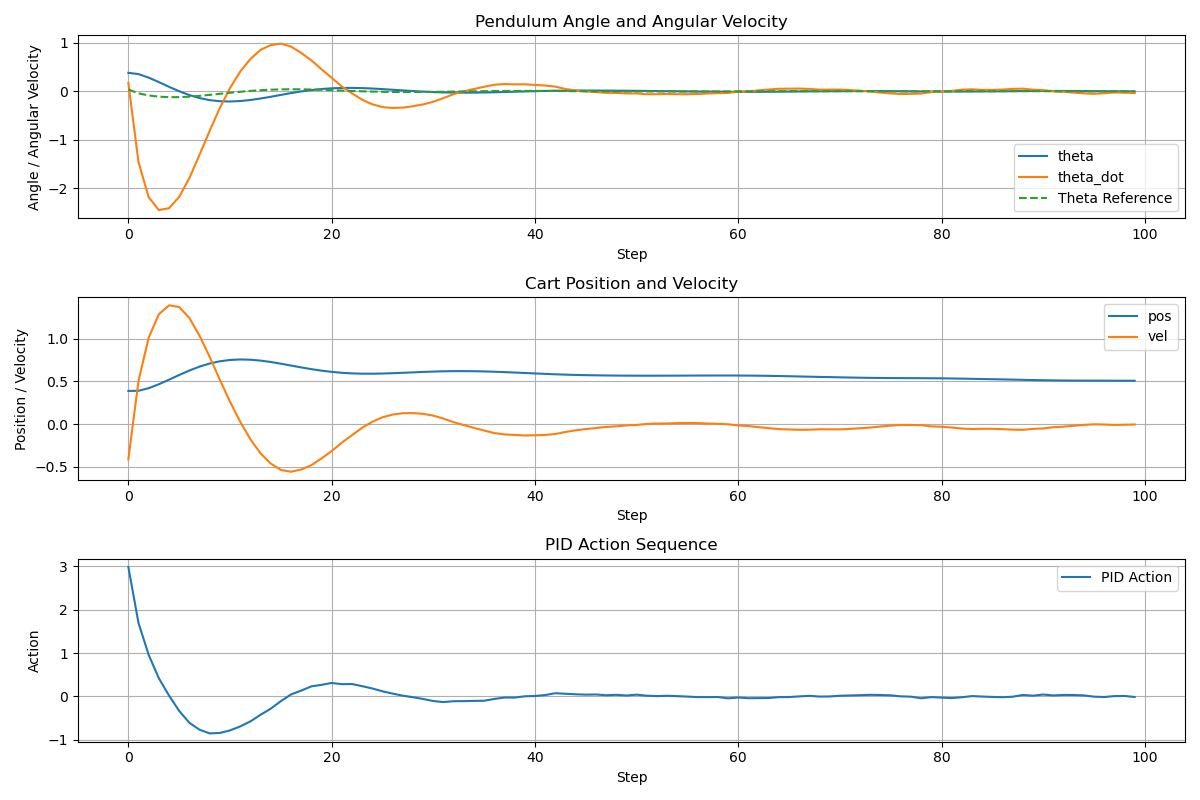 Pendulum Angle and Angular Velocity
Angle / Angular Velocity
1
0
−1
−2
theta
theta_dot
Theta Reference
0 20 40 60 80 100
Step
Cart Position and Velocity
Position / Velocity
1.0
0.5
0.0
−0.5
pos
vel
0 20 40 60 80 100
Step
PID Action Sequence
Action
3
2
1
0
−1
PID Action
0 20 40 60 80 100
Step